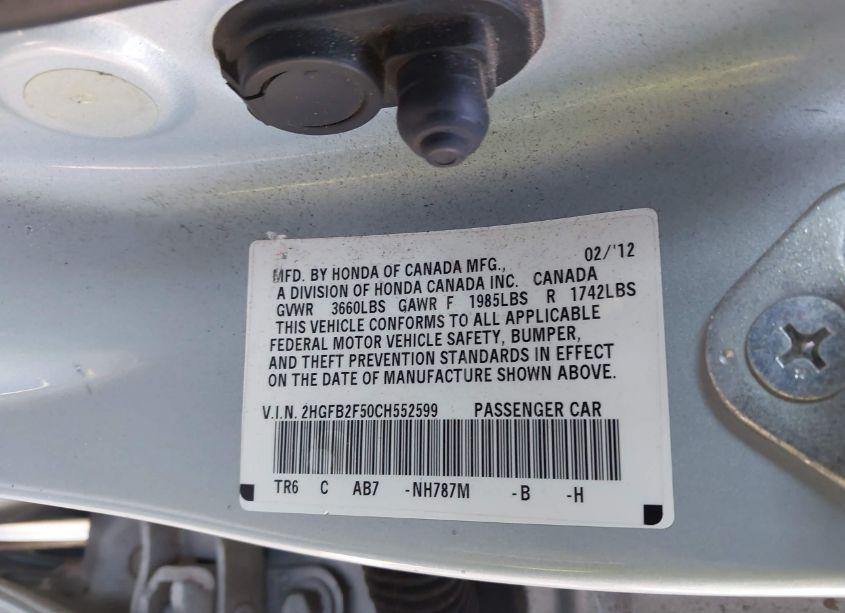 MFD. BY HONDA OF CANADA MFG., 02/'12
A DIVISION OF HONDA CANADA INC. CANADA
GVWR 3660LBS GAWR F 1985LBS R 1742LBS
THIS VEHICLE CONFORMS TO ALL APPLICABLE
FEDERAL MOTOR VEHICLE SAFETY, BUMPER,
AND THEFT PREVENTION STANDARDS IN EFFECT
ON THE DATE OF MANUFACTURE SHOWN ABOVE.
V.I.N. 2HGFB2F50CH552599 PASSENGER CAR
TR6 C AB7 -NH787M -B -H